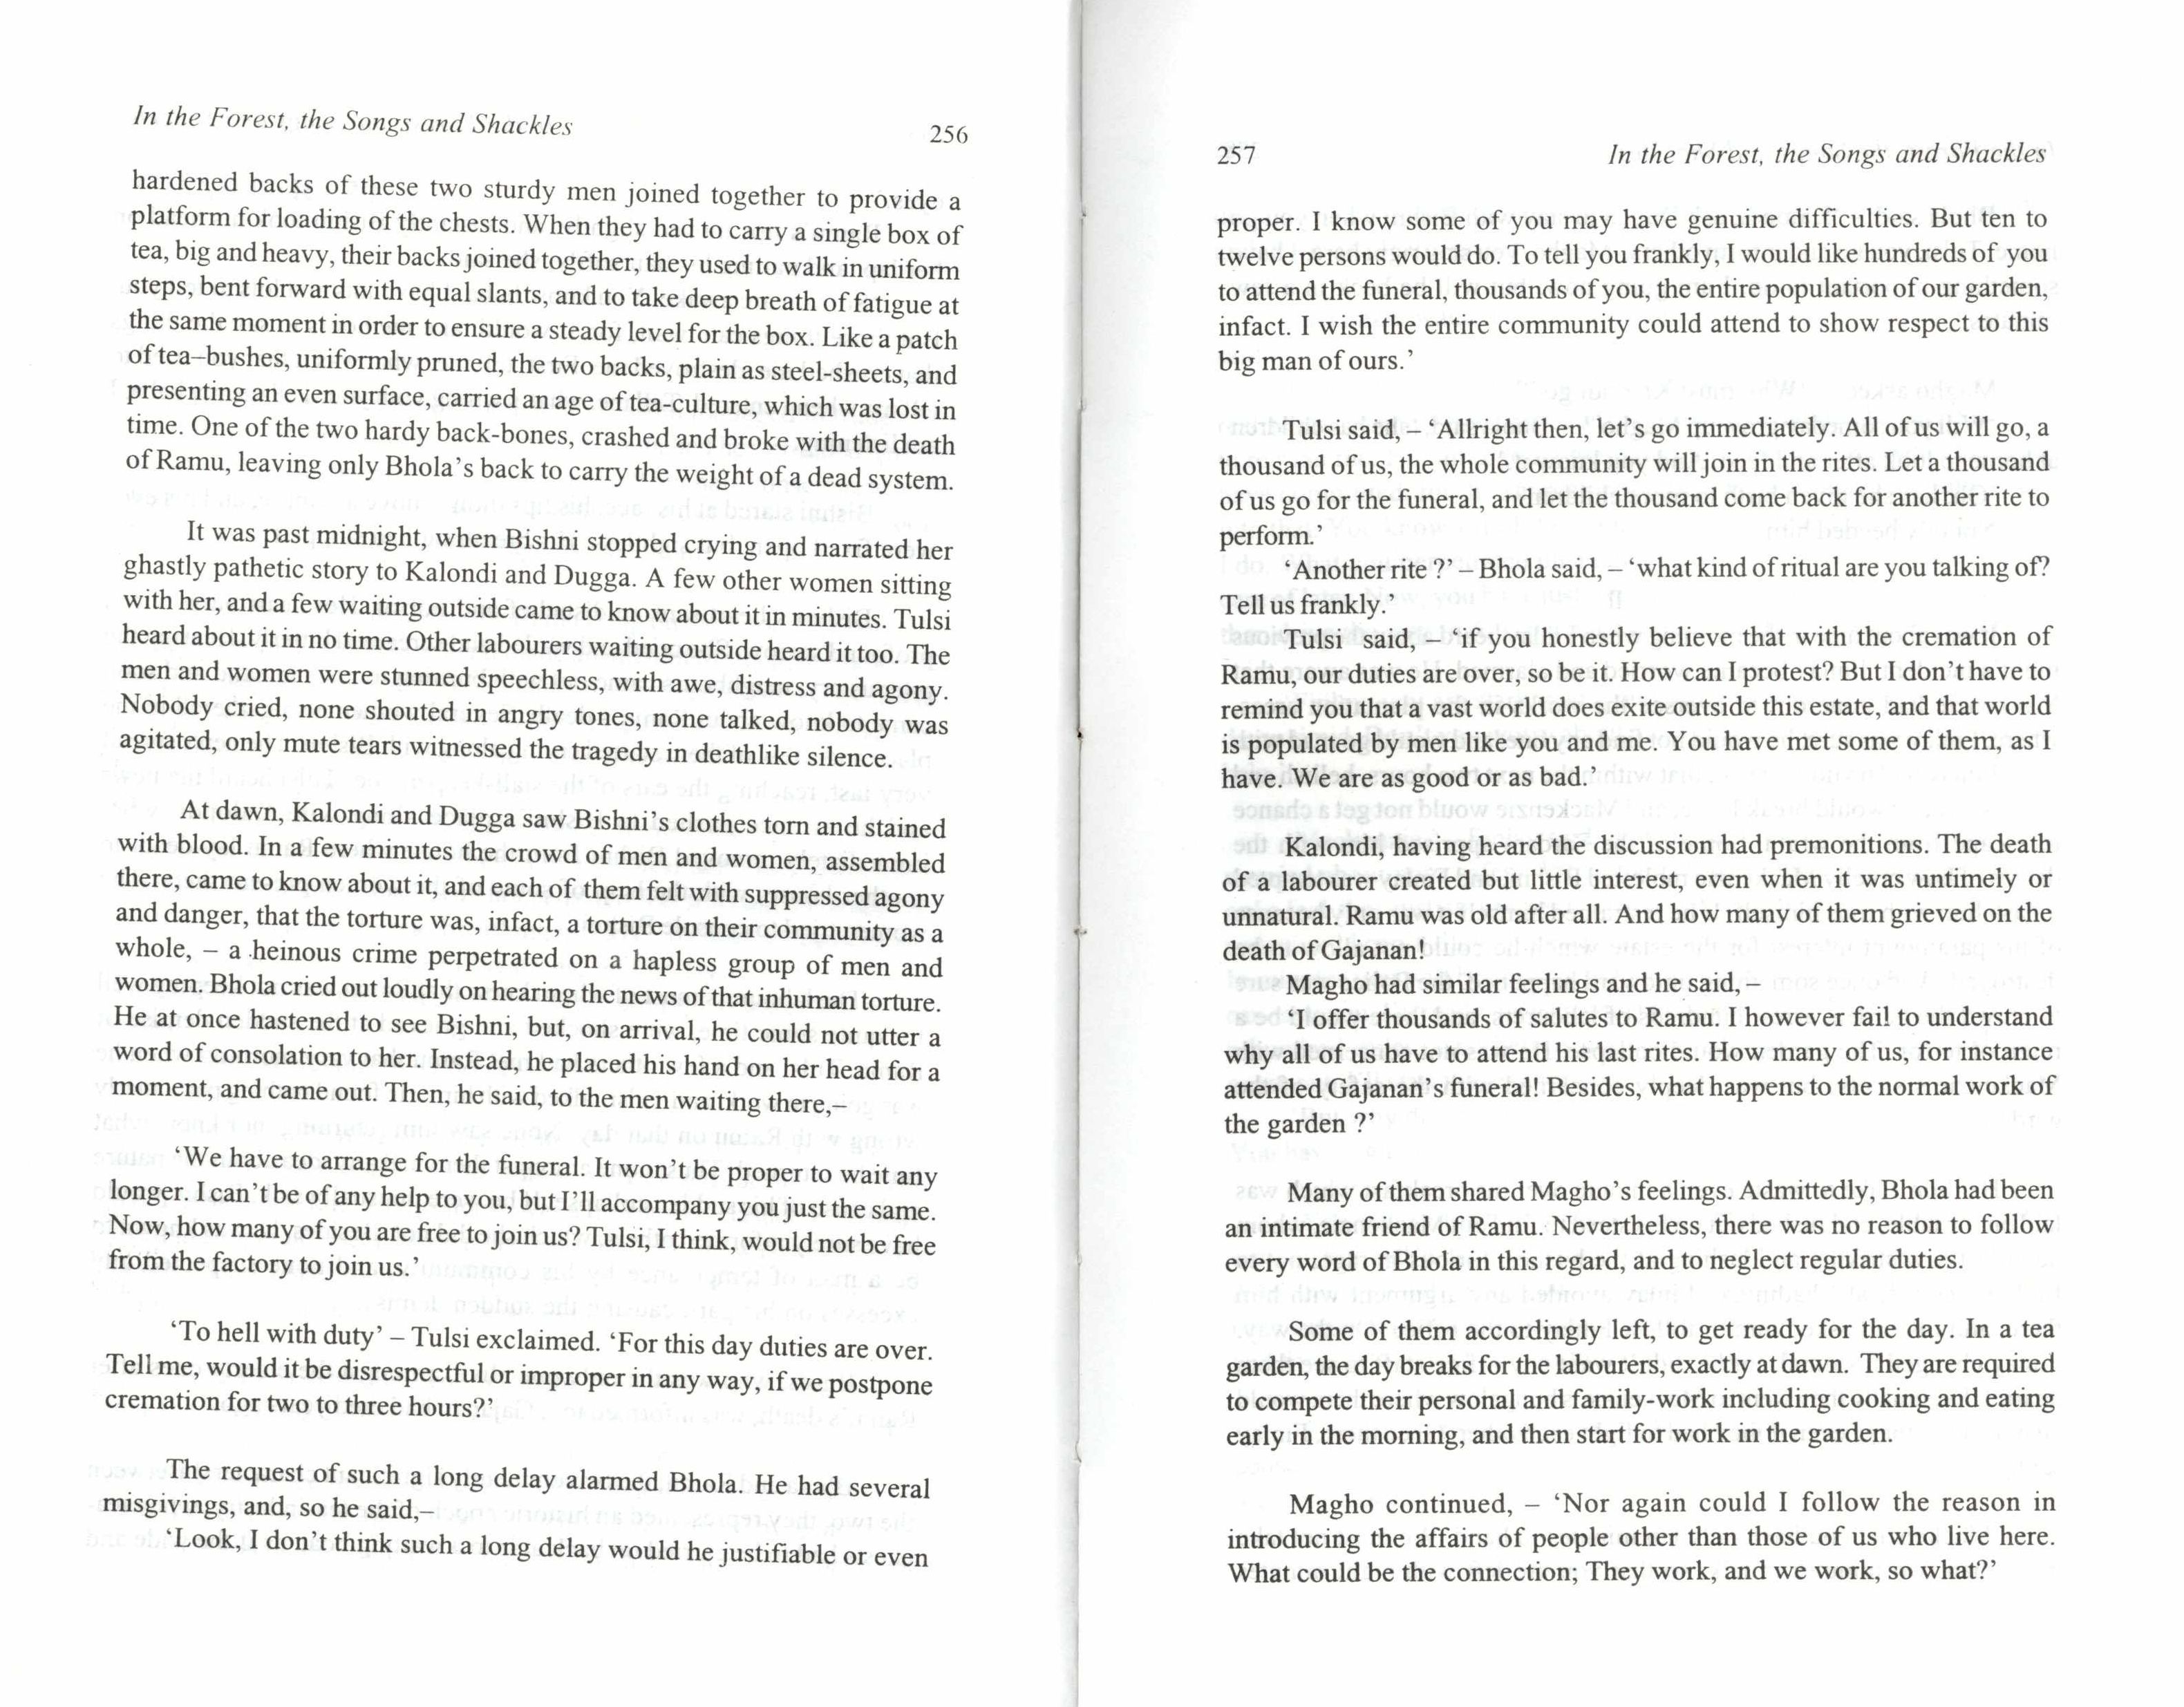 In the Forest, the Songs and Shackles
256
hardened backs of these two sturdy men joined together to provide a
platform for loading of the chests. When they had to carry a single box of
tea, big and heavy, their backs joined together, they used to walk in uniform
steps, bent forward with equal slants, and to take deep breath of fatigue at
the same moment in order to ensure a steady level for the box. Like a patch
of tea–bushes, uniformly pruned, the two backs, plain as steel-sheets, and
presenting an even surface, carried an age of tea-culture, which was lost in
time. One of the two hardy back-bones, crashed and broke with the death
of Ramu, leaving only Bhola's back to carry the weight of a dead system.
It was past midnight, when Bishni stopped crying and narrated her
ghastly pathetic story to Kalondi and Dugga. A few other women sitting
with her, and a few waiting outside came to know about it in minutes. Tulsi
heard about it in no time. Other labourers waiting outside heard it too. The
men and women were stunned speechless, with awe, distress and agony.
Nobody cried, none shouted in angry tones, none talked, nobody was
agitated, only mute tears witnessed the tragedy in deathlike silence.
At dawn, Kalondi and Dugga saw Bishni's clothes torn and stained
with blood. In a few minutes the crowd of men and women, assembled
there, came to know about it, and each of them felt with suppressed agony
and danger, that the torture was, infact, a torture on their community as a
whole, – a heinous crime perpetrated on a hapless group of men and
women. Bhola cried out loudly on hearing the news of that inhuman torture.
He at once hastened to see Bishni, but, on arrival, he could not utter a
word of consolation to her. Instead, he placed his hand on her head for a
moment, and came out. Then, he said, to the men waiting there,–
‘We have to arrange for the funeral. It won't be proper to wait any
longer. I can't be of any help to you, but I'll accompany you just the same.
Now, how many of you are free to join us? Tulsi, I think, would not be free
from the factory to join us.’
‘To hell with duty’ – Tulsi exclaimed. ‘For this day duties are over.
Tell me, would it be disrespectful or improper in any way, if we postpone
cremation for two to three hours?’
The request of such a long delay alarmed Bhola. He had several
misgivings, and, so he said,–
‘Look, I don't think such a long delay would he justifiable or even
257
In the Forest, the Songs and Shackles
proper. I know some of you may have genuine difficulties. But ten to
twelve persons would do. To tell you frankly, I would like hundreds of you
to attend the funeral, thousands of you, the entire population of our garden,
infact. I wish the entire community could attend to show respect to this
big man of ours.’
Tulsi said, – ‘Allright then, let's go immediately. All of us will go, a
thousand of us, the whole community will join in the rites. Let a thousand
of us go for the funeral, and let the thousand come back for another rite to
perform.’
‘Another rite ?’ – Bhola said, – ‘what kind of ritual are you talking of?
Tell us frankly.’
Tulsi said, – ‘if you honestly believe that with the cremation of
Ramu, our duties are over, so be it. How can I protest? But I don't have to
remind you that a vast world does exite outside this estate, and that world
is populated by men like you and me. You have met some of them, as I
have. We are as good or as bad.’
Kalondi, having heard the discussion had premonitions. The death
of a labourer created but little interest, even when it was untimely or
unnatural. Ramu was old after all. And how many of them grieved on the
death of Gajanan!
Magho had similar feelings and he said, –
‘I offer thousands of salutes to Ramu. I however fail to understand
why all of us have to attend his last rites. How many of us, for instance
attended Gajanan's funeral! Besides, what happens to the normal work of
the garden ?’
Many of them shared Magho's feelings. Admittedly, Bhola had been
an intimate friend of Ramu. Nevertheless, there was no reason to follow
every word of Bhola in this regard, and to neglect regular duties.
Some of them accordingly left, to get ready for the day. In a tea
garden, the day breaks for the labourers, exactly at dawn. They are required
to compete their personal and family-work including cooking and eating
early in the morning, and then start for work in the garden.
Magho continued, – ‘Nor again could I follow the reason in
introducing the affairs of people other than those of us who live here.
What could be the connection; They work, and we work, so what?’